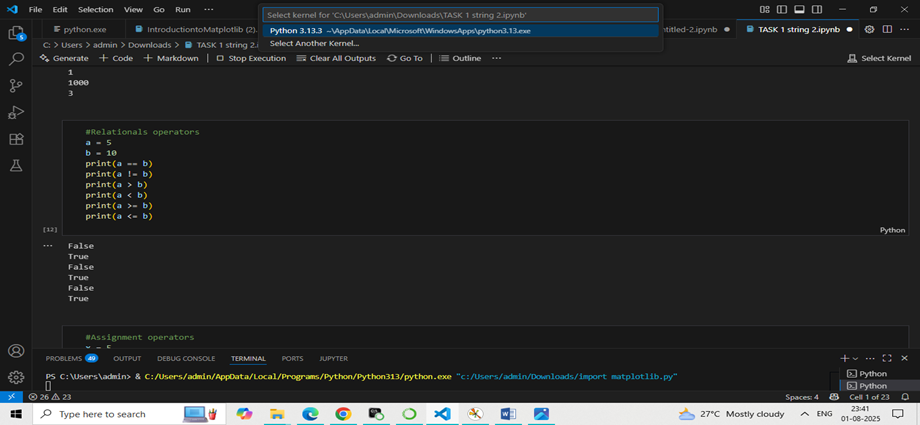 File Edit Selection View Go Run ···
Select kernel for 'C:\Users\admin\Downloads\TASK 1 string 2.ipynb'
Python 3.13.3 ~\AppData\Local\Microsoft\WindowsApps\python3.13.exe
Select Another Kernel...
python.exe IntroductiontoMatplotlib (2). ntitled-2.ipynb TASK 1 string 2.ipynb
C: > Users > admin > Downloads > TASK 1 string 2.
Generate + Code + Markdown Stop Execution Clear All Outputs Go To Outline ··· Select Kernel
1
1000
3
#Relationals operators
a = 5
b = 10
print(a == b)
print(a != b)
print(a > b)
print(a < b)
print(a >= b)
print(a <= b)
[12] Python
··· False
True
False
True
False
True
#Assignment operators
PROBLEMS 49 OUTPUT DEBUG CONSOLE TERMINAL PORTS JUPYTER
PS C:\Users\admin> & C:/Users/admin/AppData/Local/Programs/Python/Python313/python.exe "c:/Users/admin/Downloads/import matplotlib.py"
Python
Python
26 23 Spaces: 4 Cell 1 of 23
Type here to search 27°C Mostly cloudy ENG 23:41
01-08-2025